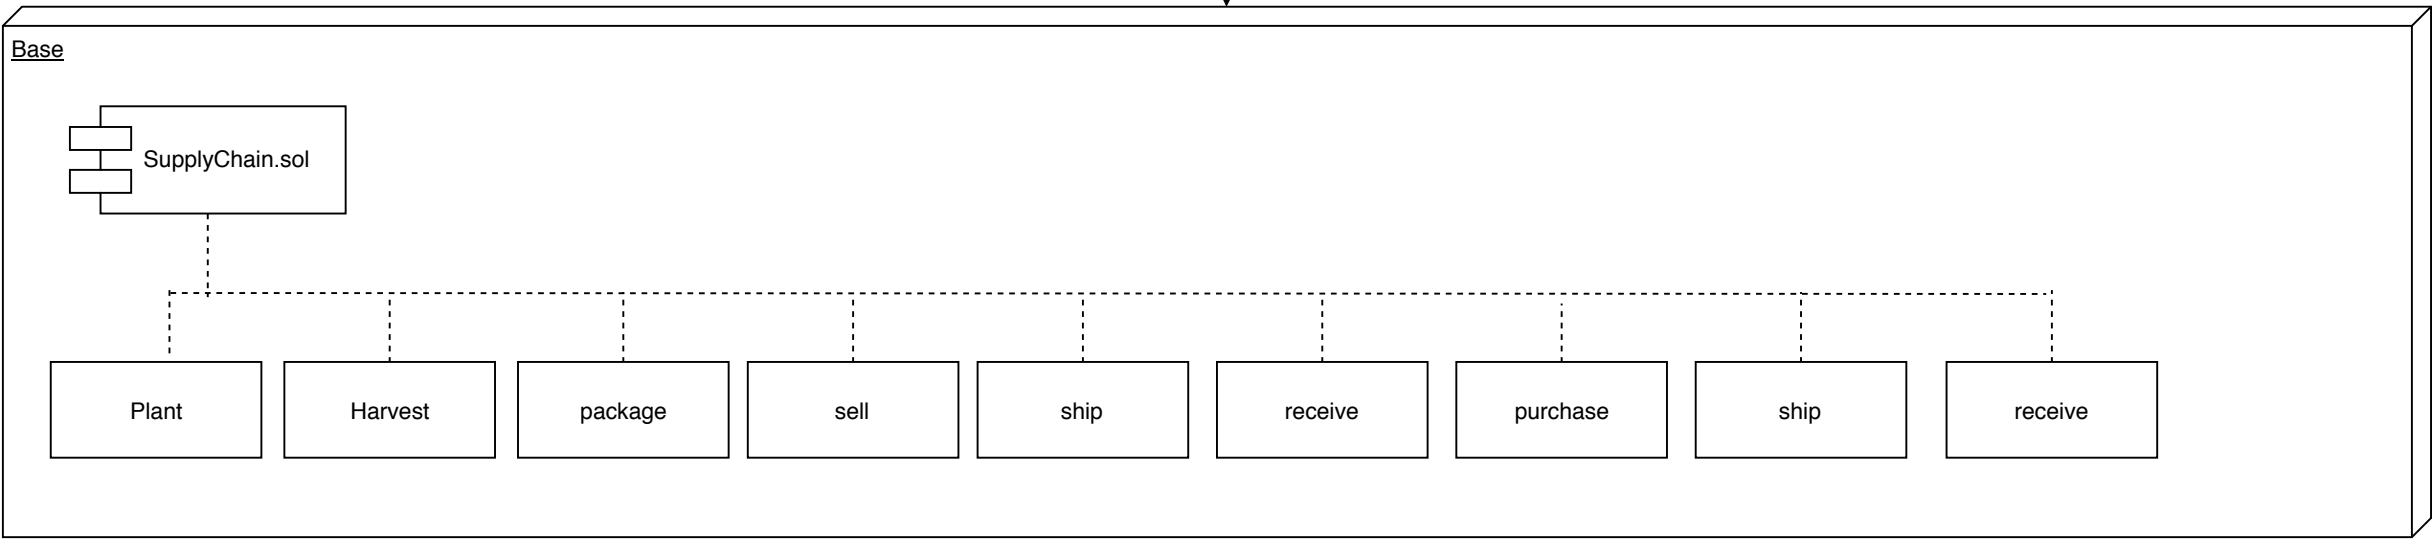 Base
SupplyChain.sol
Plant
Harvest
package
sell
ship
receive
purchase
ship
receive